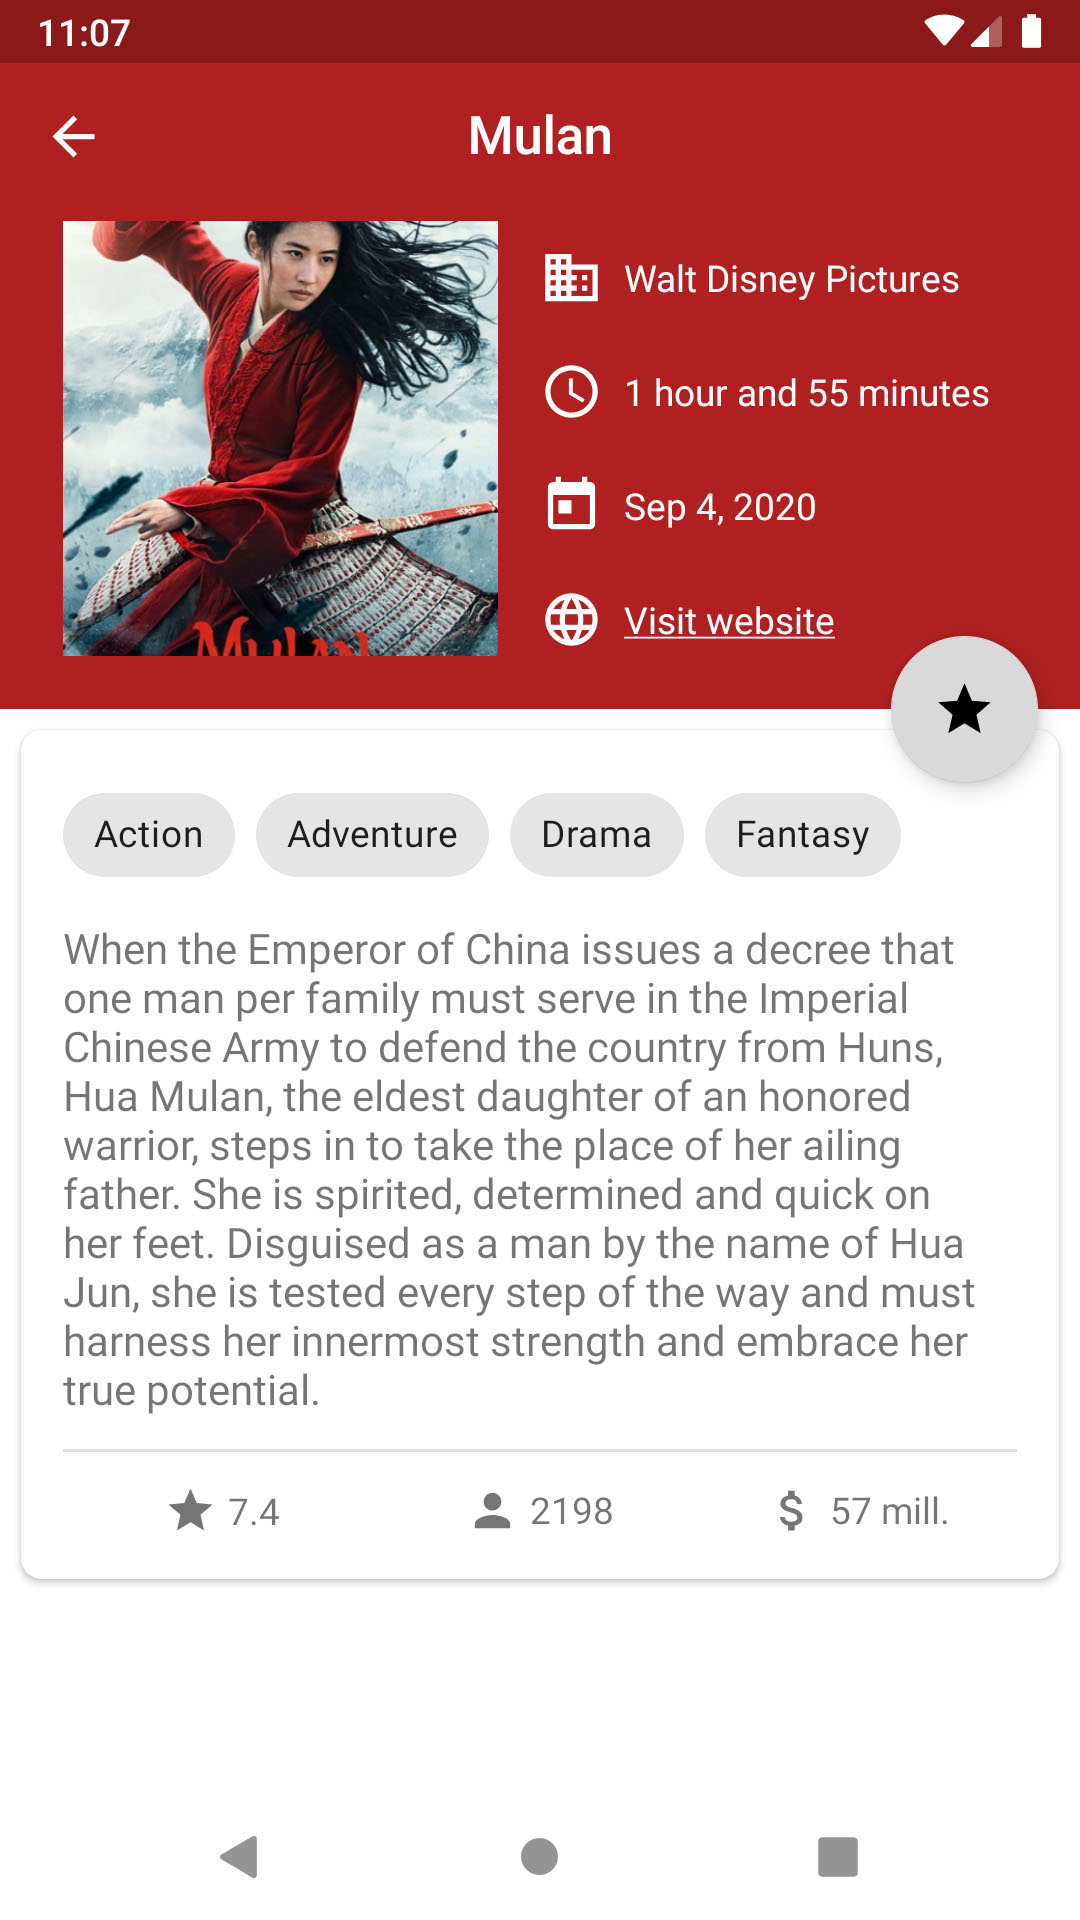 11:07
Mulan
Walt Disney Pictures
1 hour and 55 minutes
Sep 4, 2020
Visit website
Mulan
Action Adventure Drama Fantasy
When the Emperor of China issues a decree that
one man per family must serve in the Imperial
Chinese Army to defend the country from Huns,
Hua Mulan, the eldest daughter of an honored
warrior, steps in to take the place of her ailing
father. She is spirited, determined and quick on
her feet. Disguised as a man by the name of Hua
Jun, she is tested every step of the way and must
harness her innermost strength and embrace her
true potential.
7.4 2198 $ 57 mill.